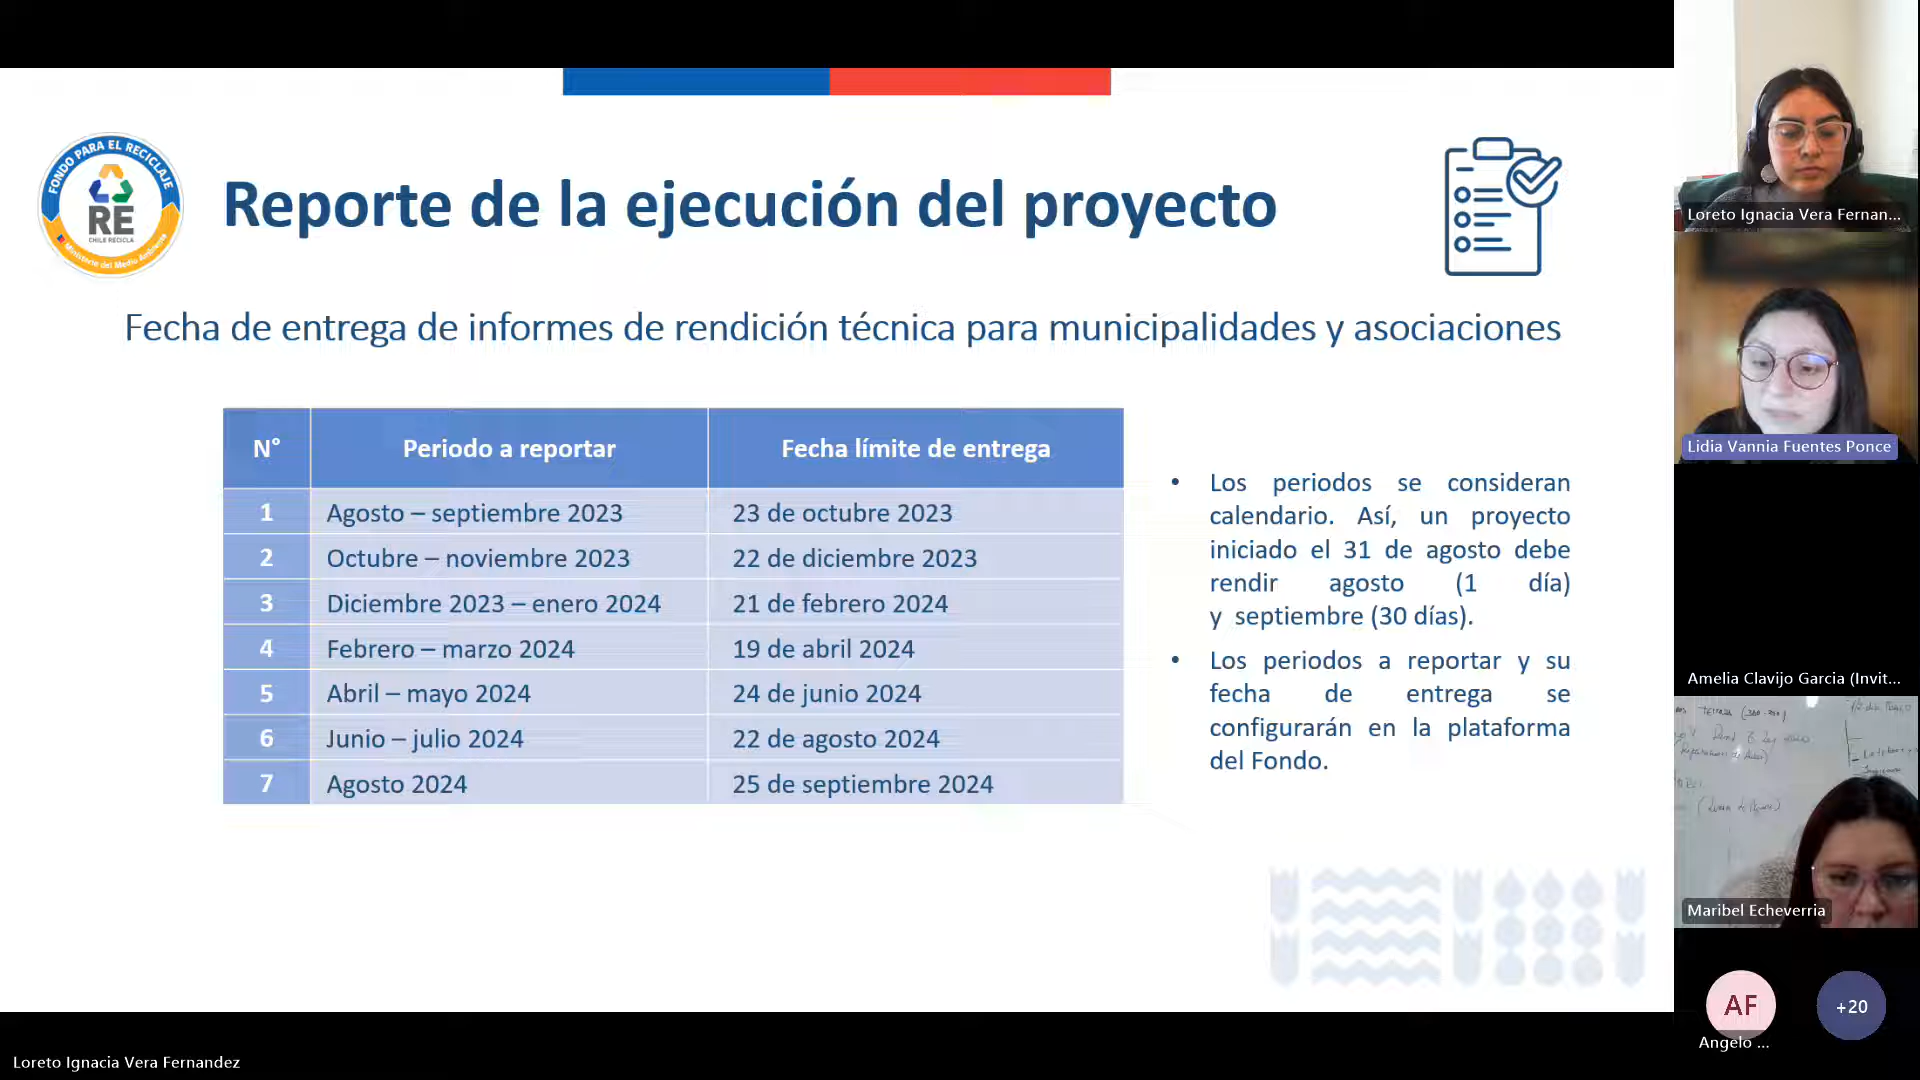 FONDO PARA EL RECICLAJE
RE
CHILE RECICLA
Ministerio del Medio Ambiente
Reporte de la ejecución del proyecto
Fecha de entrega de informes de rendición técnica para municipalidades y asociaciones
N° Periodo a reportar Fecha límite de entrega
1 Agosto – septiembre 2023 23 de octubre 2023
2 Octubre – noviembre 2023 22 de diciembre 2023
3 Diciembre 2023 – enero 2024 21 de febrero 2024
4 Febrero – marzo 2024 19 de abril 2024
5 Abril – mayo 2024 24 de junio 2024
6 Junio – julio 2024 22 de agosto 2024
7 Agosto 2024 25 de septiembre 2024
• Los periodos se consideran
calendario. Así, un proyecto
iniciado el 31 de agosto debe
rendir agosto (1 día)
y septiembre (30 días).
• Los periodos a reportar y su
fecha de entrega se
configurarán en la plataforma
del Fondo.
Loreto Ignacia Vera Fernan...
Lidia Vannia Fuentes Ponce
Amelia Clavijo Garcia (Invit...
Maribel Echeverria
AF
+20
Angelo ...
Loreto Ignacia Vera Fernandez